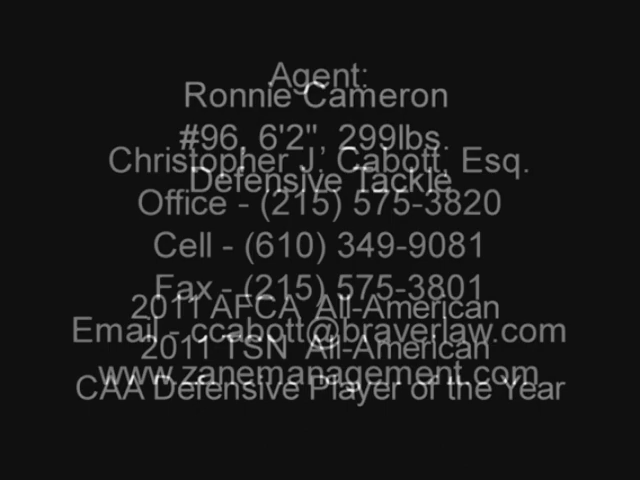 Agent:
Ronnie Cameron
#96, 6'2", 299lbs.
Christopher J. Cabott, Esq.
Defensive Tackle
Office - (215) 575-3820
Cell - (610) 349-9081
Fax - (215) 575-3801
2011 AFCA All-American
Email - ccabott@braverlaw.com
2011 TSN All-American
www.zanemanagement.com
CAA Defensive Player of the Year